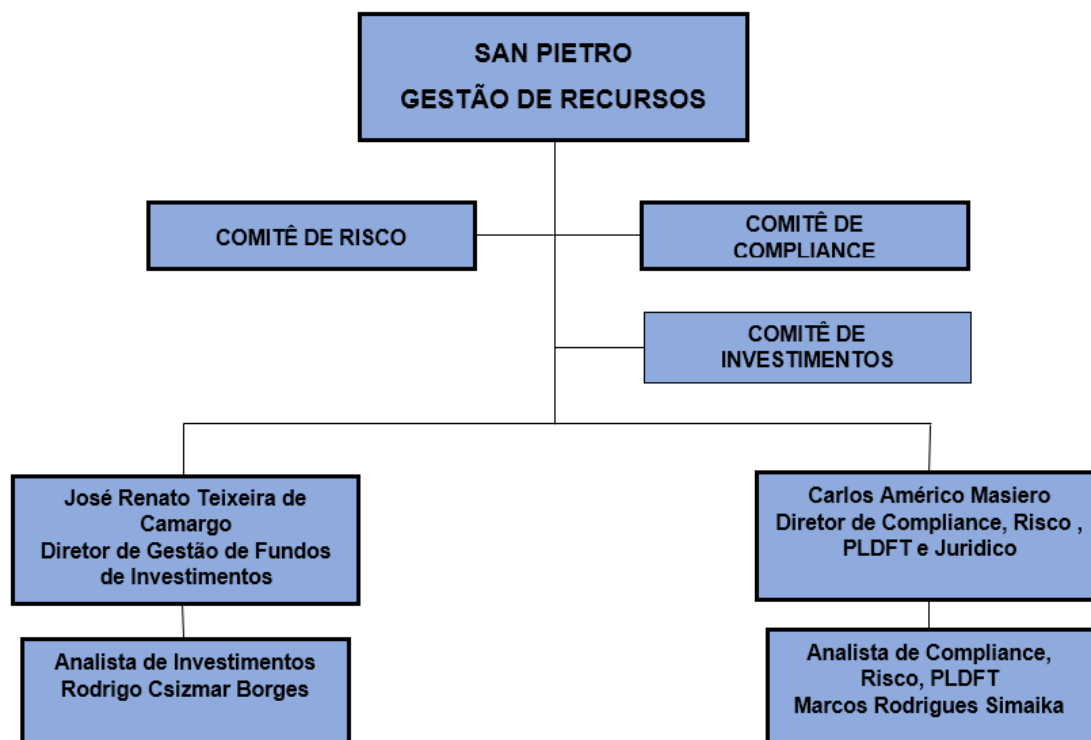 SAN PIETRO
GESTÃO DE RECURSOS
COMITÊ DE RISCO
COMITÊ DE
COMPLIANCE
COMITÊ DE
INVESTIMENTOS
José Renato Teixeira de
Camargo
Diretor de Gestão de Fundos
de Investimentos
Carlos Américo Masiero
Diretor de Compliance, Risco ,
PLDFT e Juridico
Analista de Investimentos
Rodrigo Csizmar Borges
Analista de Compliance,
Risco, PLDFT
Marcos Rodrigues Simaika